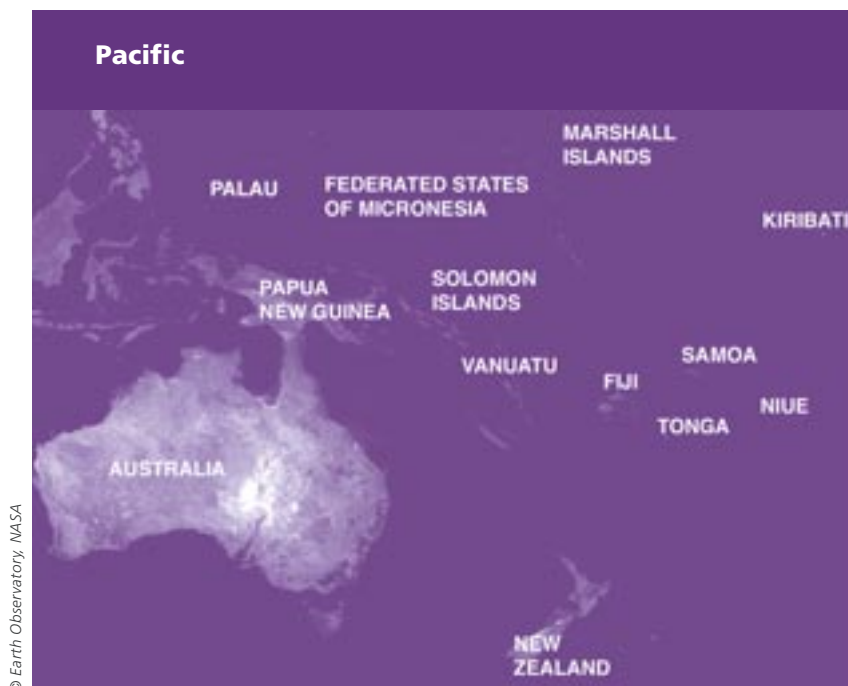 Pacific
MARSHALL
ISLANDS
PALAU
FEDERATED STATES
OF MICRONESIA
KIRIBATI
PAPUA
NEW GUINEA
SOLOMON
ISLANDS
VANUATU
FIJI
SAMOA
NIUE
TONGA
AUSTRALIA
NEW
ZEALAND
© Earth Observatory, NASA